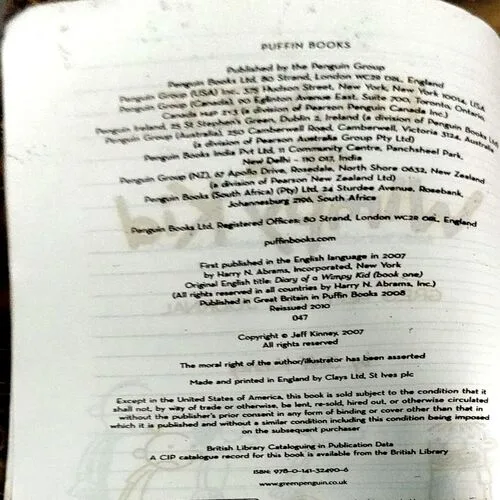 PUFFIN BOOKS
Published by the Penguin Group
Penguin Books Ltd, 80 Strand, London WC2R 0RL, England
Penguin Group (USA) Inc., 375 Hudson Street, New York, New York 10014, USA
Penguin Group (Canada), 90 Eglinton Avenue East, Suite 700, Toronto, Ontario,
Canada M4P 2Y3 (a division of Pearson Penguin Canada Inc.)
Penguin Ireland, 25 St Stephen's Green, Dublin 2, Ireland (a division of Penguin Books Ltd)
Penguin Group (Australia), 250 Camberwell Road, Camberwell, Victoria 3124, Australia
(a division of Pearson Australia Group Pty Ltd)
Penguin Books India Pvt Ltd, 11 Community Centre, Panchsheel Park,
New Delhi – 110 017, India
Penguin Group (NZ), 67 Apollo Drive, Rosedale, North Shore 0632, New Zealand
(a division of Pearson New Zealand Ltd)
Penguin Books (South Africa) (Pty) Ltd, 24 Sturdee Avenue, Rosebank,
Johannesburg 2196, South Africa
Penguin Books Ltd, Registered Offices: 80 Strand, London WC2R 0RL, England
puffinbooks.com
First published in the English language in 2007
by Harry N. Abrams, Incorporated, New York
Original English title: Diary of a Wimpy Kid (book one)
(All rights reserved in all countries by Harry N. Abrams, Inc.)
Published in Great Britain in Puffin Books 2008
Reissued 2010
047
Copyright © Jeff Kinney, 2007
All rights reserved
The moral right of the author/illustrator has been asserted
Made and printed in England by Clays Ltd, St Ives plc
Except in the United States of America, this book is sold subject to the condition that it
shall not, by way of trade or otherwise, be lent, re-sold, hired out, or otherwise circulated
without the publisher's prior consent in any form of binding or cover other than that in
which it is published and without a similar condition including this condition being imposed
on the subsequent purchaser
British Library Cataloguing in Publication Data
A CIP catalogue record for this book is available from the British Library
ISBN: 978-0-141-32490-6
www.greenpenguin.co.uk